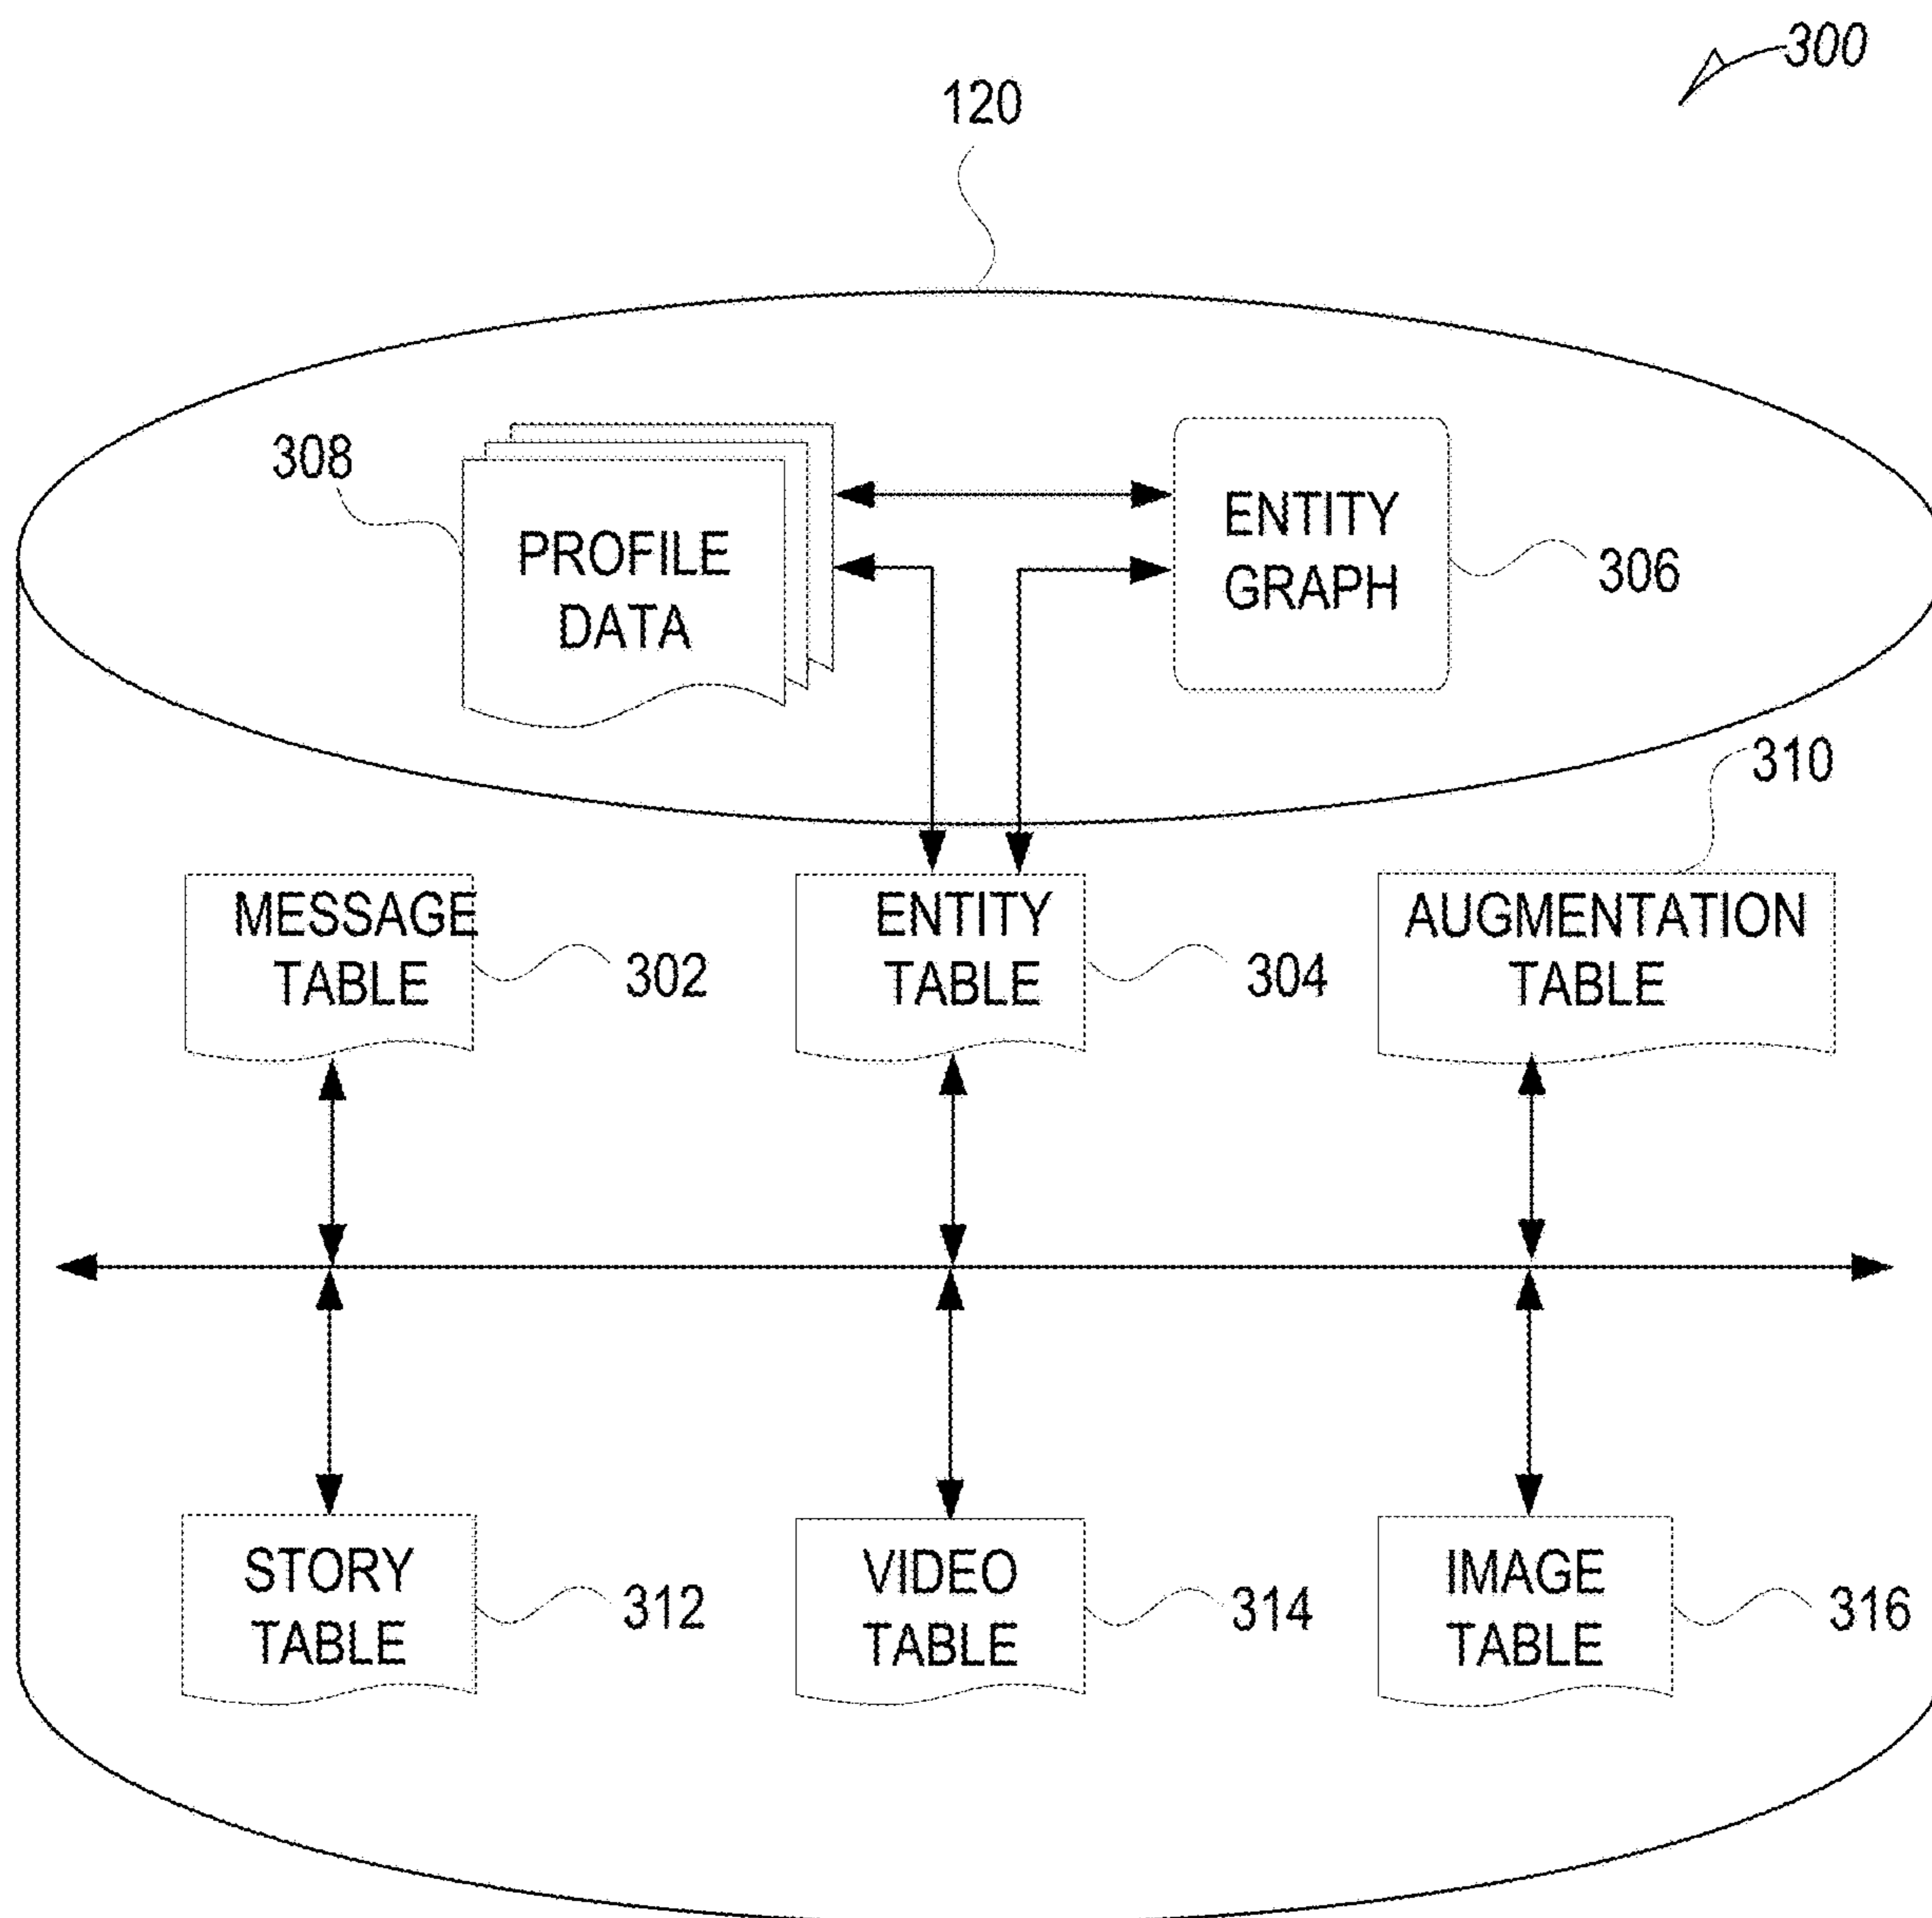 300
120
308
PROFILE
DATA
ENTITY
GRAPH
306
310
MESSAGE
TABLE
302
ENTITY
TABLE
304
AUGMENTATION
TABLE
STORY
TABLE
312
VIDEO
TABLE
314
IMAGE
TABLE
316